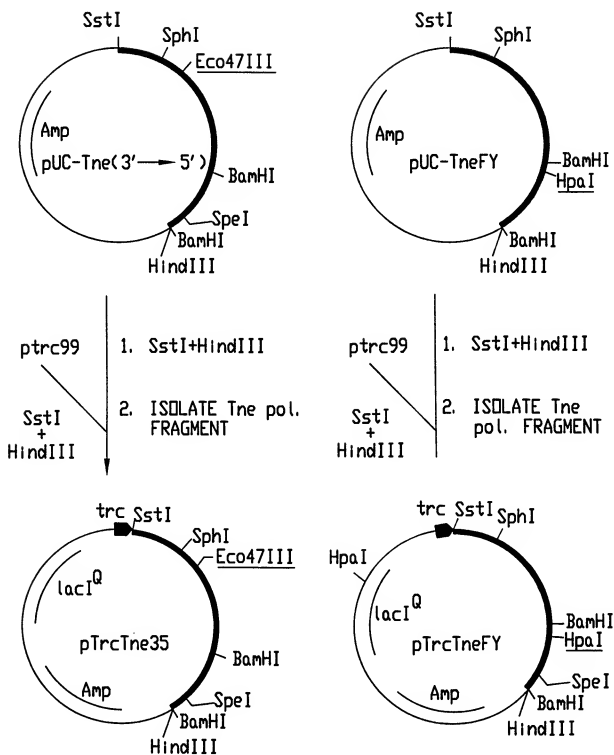 SstI
SphI
Eco47III
Amp
pUC-Tne(3' → 5')
BamHI
SpeI
BamHI
HindIII
SstI
SphI
Amp
pUC-TneFY
BamHI
HpaI
BamHI
HindIII
ptrc99
SstI
+
HindIII
1. SstI+HindIII
2. ISOLATE Tne pol.
FRAGMENT
ptrc99
SstI
+
HindIII
1. SstI+HindIII
2. ISOLATE Tne
pol. FRAGMENT
trc
SstI
SphI
Eco47III
lacI^Q
pTrcTne35
BamHI
Amp
SpeI
BamHI
HindIII
trc
SstI
SphI
HpaI
lacI^Q
BamHI
pTrcTneFY
HpaI
Amp
SpeI
BamHI
HindIII